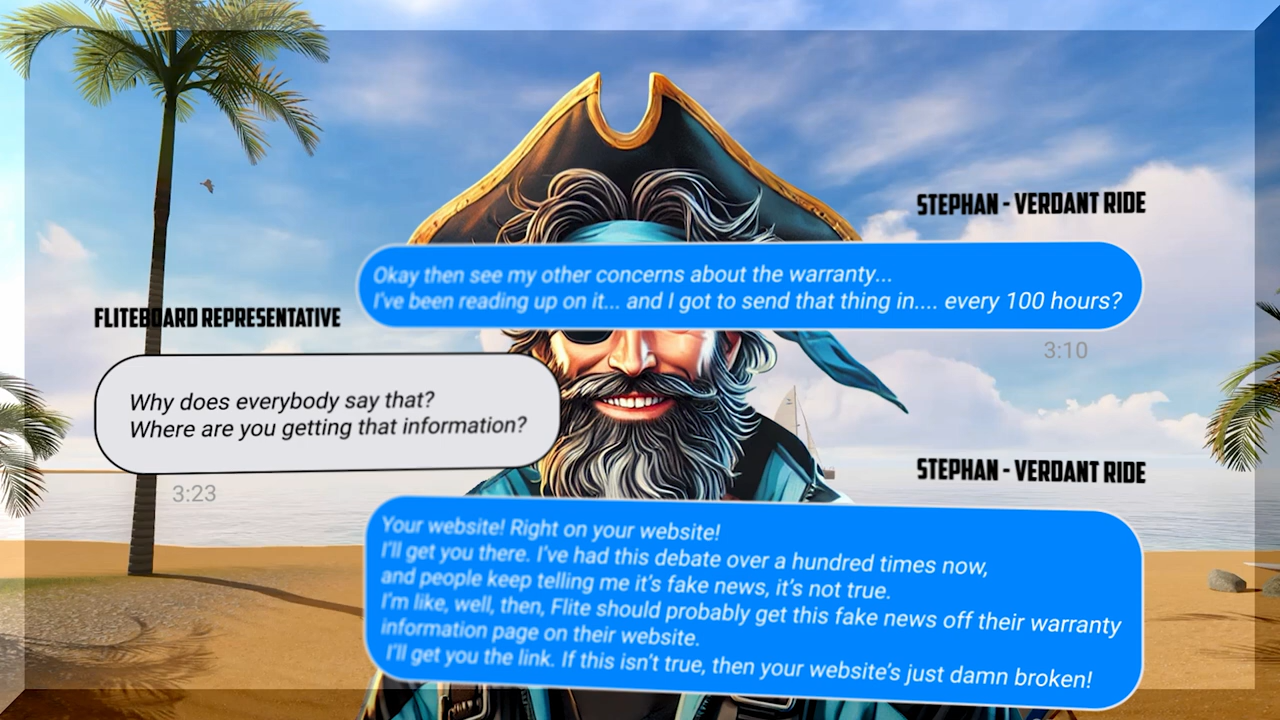 STEPHAN - VERDANT RIDE
Okay then see my other concerns about the warranty...
I've been reading up on it... and I got to send that thing in.... every 100 hours?
3:10
FLITEBOARD REPRESENTATIVE
Why does everybody say that?
Where are you getting that information?
3:23
STEPHAN - VERDANT RIDE
Your website! Right on your website!
I'll get you there. I've had this debate over a hundred times now,
and people keep telling me it's fake news, it's not true.
I'm like, well, then, Flite should probably get this fake news off their warranty
information page on their website.
I'll get you the link. If this isn't true, then your website's just damn broken!